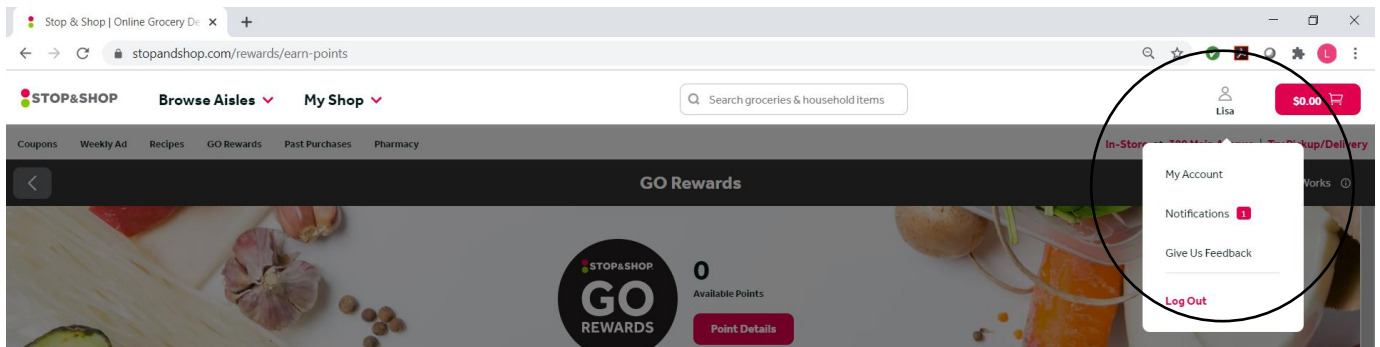 Stop & Shop | Online Grocery De
stopandshop.com/rewards/earn-points
L
STOP&SHOP Browse Aisles My Shop Search groceries & household items Lisa $0.00
Coupons Weekly Ad Recipes GO Rewards Past Purchases Pharmacy In-Store Pickup/Delivery
GO Rewards Works
My Account
Notifications 1
Give Us Feedback
Log Out
STOP&SHOP
GO
REWARDS
0
Available Points
Point Details